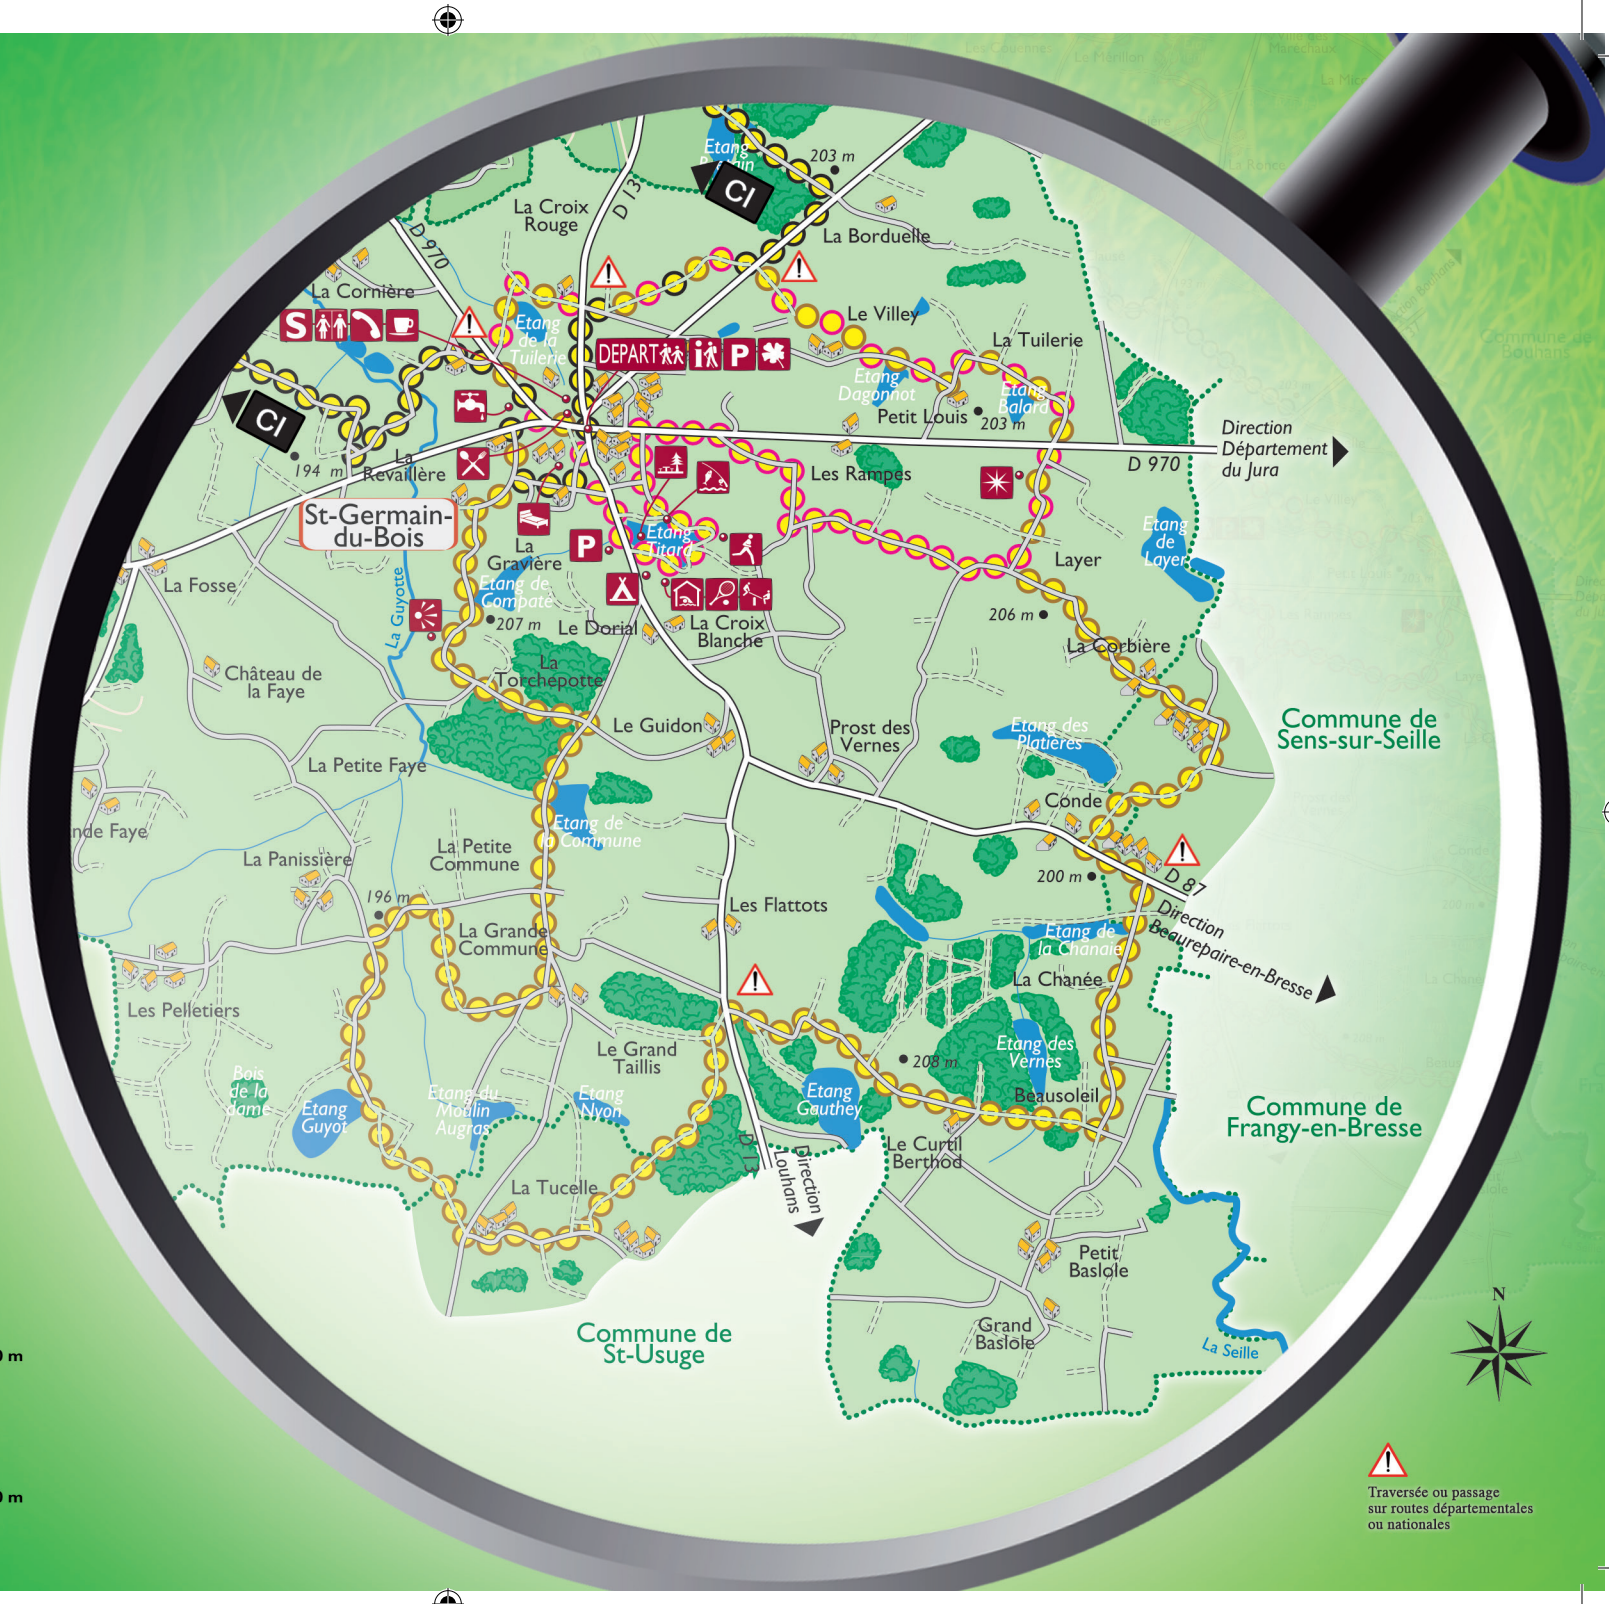 203 m
Etang
CI
La Croix
Rouge
D 13
D 970
La Borduelle
La Cornière
S
Le Villey
Etang
de la
Tuilerie
DEPART
P
La Tuilerie
Etang
Dagonnot
Etang
Balard
Petit Louis
203 m
CI
Direction
Département
du Jura
D 970
194 m
La
Revaillère
Les Rampes
St-Germain-
du-Bois
Etang
de
Layer
Etang
Titard
P
La
Gravière
Layer
La Fosse
Etang de
Compaté
La Guyotte
207 m
Le Dorial
La Croix
Blanche
206 m
La Corbière
Château de
la Faye
La
Torchepotte
Le Guidon
Prost des
Vernes
Etang des
Platières
Commune de
Sens-sur-Seille
La Petite Faye
Conde
nde Faye
Etang de
la Commune
La Petite
Commune
La Panissière
200 m
D 87
196 m
Les Flattots
Direction
Beaurepaire-en-Bresse
La Grande
Commune
Etang de
la Chanaie
La Chanée
Les Pelletiers
Le Grand
Taillis
208 m
Etang des
Vernes
Bois
de la
dame
Etang
Guyot
Etang du
Moulin
Augras
Etang
Nyon
Etang
Gauthey
Beausoleil
Commune de
Frangy-en-Bresse
D 13
Direction
Louhans
Le Curtil
Berthod
La Tucelle
Petit
Baslole
Grand
Baslole
Commune de
St-Usuge
La Seille
N
0 m
0 m
Traversée ou passage
sur routes départementales
ou nationales